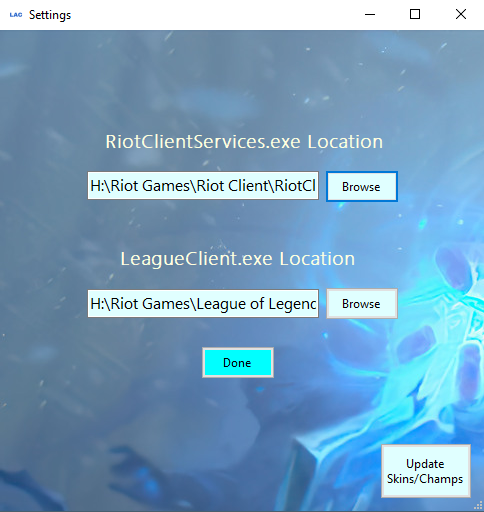 LAC Settings
RiotClientServices.exe Location
H:\Riot Games\Riot Client\RiotCl
Browse
LeagueClient.exe Location
H:\Riot Games\League of Legenc
Browse
Done
Update
Skins/Champs